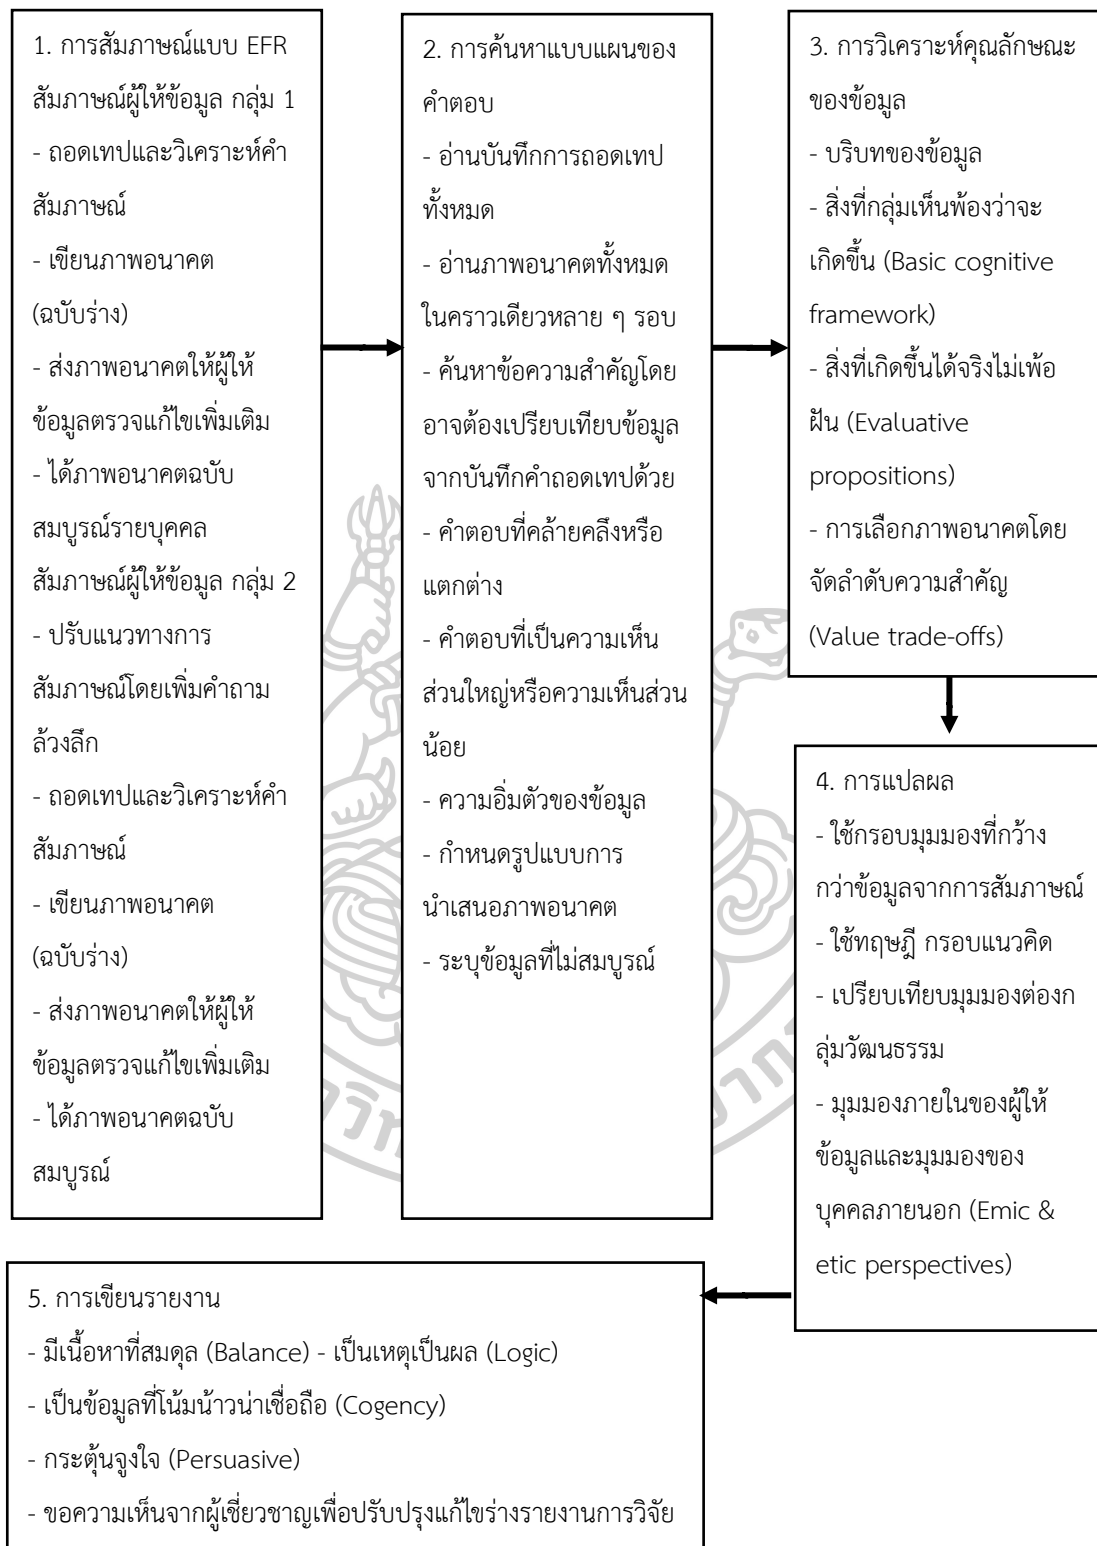 1. การสัมภาษณ์แบบ EFR
สัมภาษณ์ผู้ให้ข้อมูล กลุ่ม 1
- ถอดเทปและวิเคราะห์คำ
สัมภาษณ์
- เขียนภาพอนาคต
(ฉบับร่าง)
- ส่งภาพอนาคตให้ผู้ให้
ข้อมูลตรวจแก้ไขเพิ่มเติม
- ได้ภาพอนาคตฉบับ
สมบูรณ์รายบุคคล
สัมภาษณ์ผู้ให้ข้อมูล กลุ่ม 2
- ปรับแนวทางการ
สัมภาษณ์โดยเพิ่มคำถาม
ล้วงลึก
- ถอดเทปและวิเคราะห์คำ
สัมภาษณ์
- เขียนภาพอนาคต
(ฉบับร่าง)
- ส่งภาพอนาคตให้ผู้ให้
ข้อมูลตรวจแก้ไขเพิ่มเติม
- ได้ภาพอนาคตฉบับ
สมบูรณ์
2. การค้นหาแบบแผนของ
คำตอบ
- อ่านบันทึกการถอดเทป
ทั้งหมด
- อ่านภาพอนาคตทั้งหมด
ในคราวเดียวหลาย ๆ รอบ
- ค้นหาข้อความสำคัญโดย
อาจต้องเปรียบเทียบข้อมูล
จากบันทึกคำถอดเทปด้วย
- คำตอบที่คล้ายคลึงหรือ
แตกต่าง
- คำตอบที่เป็นความเห็น
ส่วนใหญ่หรือความเห็นส่วน
น้อย
- ความอิ่มตัวของข้อมูล
- กำหนดรูปแบบการ
นำเสนอภาพอนาคต
- ระบุข้อมูลที่ไม่สมบูรณ์
3. การวิเคราะห์คุณลักษณะ
ของข้อมูล
- บริบทของข้อมูล
- สิ่งที่กลุ่มเห็นพ้องว่าจะ
เกิดขึ้น (Basic cognitive
framework)
- สิ่งที่เกิดขึ้นได้จริงไม่เพ้อ
ฝัน (Evaluative
propositions)
- การเลือกภาพอนาคตโดย
จัดลำดับความสำคัญ
(Value trade-offs)
4. การแปลผล
- ใช้กรอบมุมมองที่กว้าง
กว่าข้อมูลจากการสัมภาษณ์
- ใช้ทฤษฎี กรอบแนวคิด
- เปรียบเทียบมุมมองต่องก
ลุ่มวัฒนธรรม
- มุมมองภายในของผู้ให้
ข้อมูลและมุมมองของ
บุคคลภายนอก (Emic &
etic perspectives)
5. การเขียนรายงาน
- มีเนื้อหาที่สมดุล (Balance) - เป็นเหตุเป็นผล (Logic)
- เป็นข้อมูลที่โน้มน้าวน่าเชื่อถือ (Cogency)
- กระตุ้นจูงใจ (Persuasive)
- ขอความเห็นจากผู้เชี่ยวชาญเพื่อปรับปรุงแก้ไขร่างรายงานการวิจัย